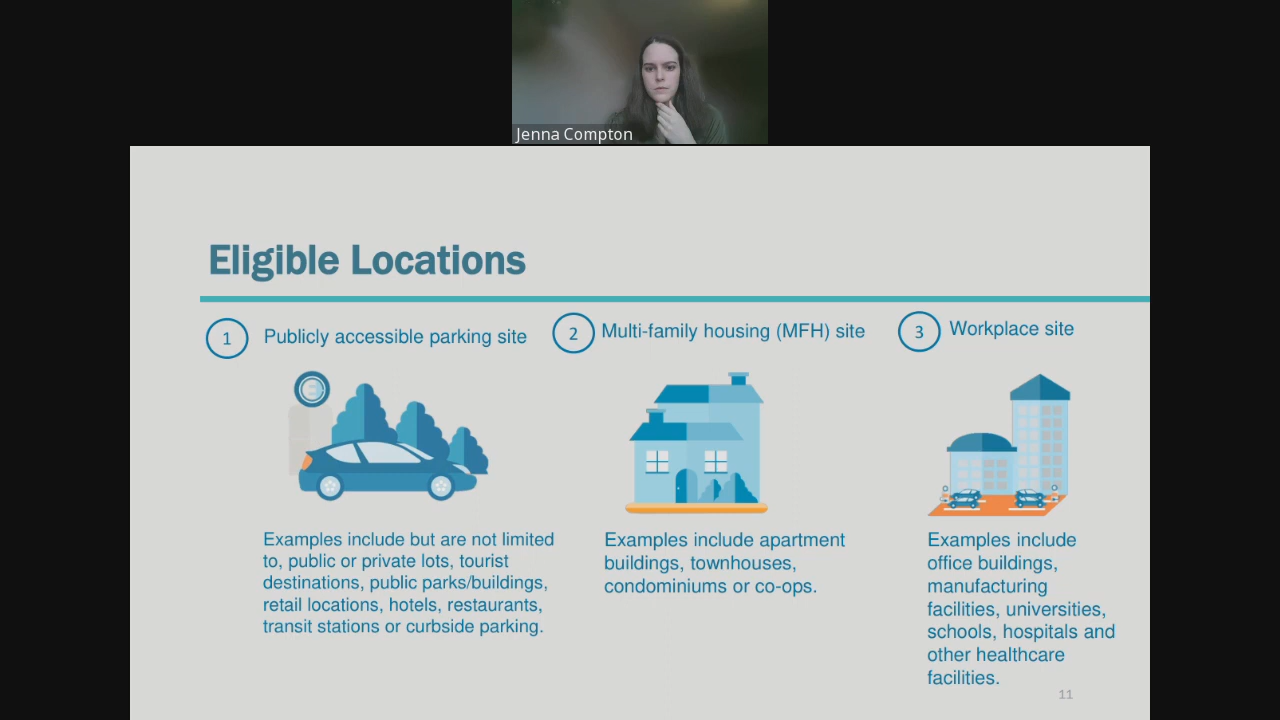 Jenna Compton
Eligible Locations
1
Publicly accessible parking site
2
Multi-family housing (MFH) site
3
Workplace site
Examples include but are not limited
to, public or private lots, tourist
destinations, public parks/buildings,
retail locations, hotels, restaurants,
transit stations or curbside parking.
Examples include apartment
buildings, townhouses,
condominiums or co-ops.
Examples include
office buildings,
manufacturing
facilities, universities,
schools, hospitals and
other healthcare
facilities.
11